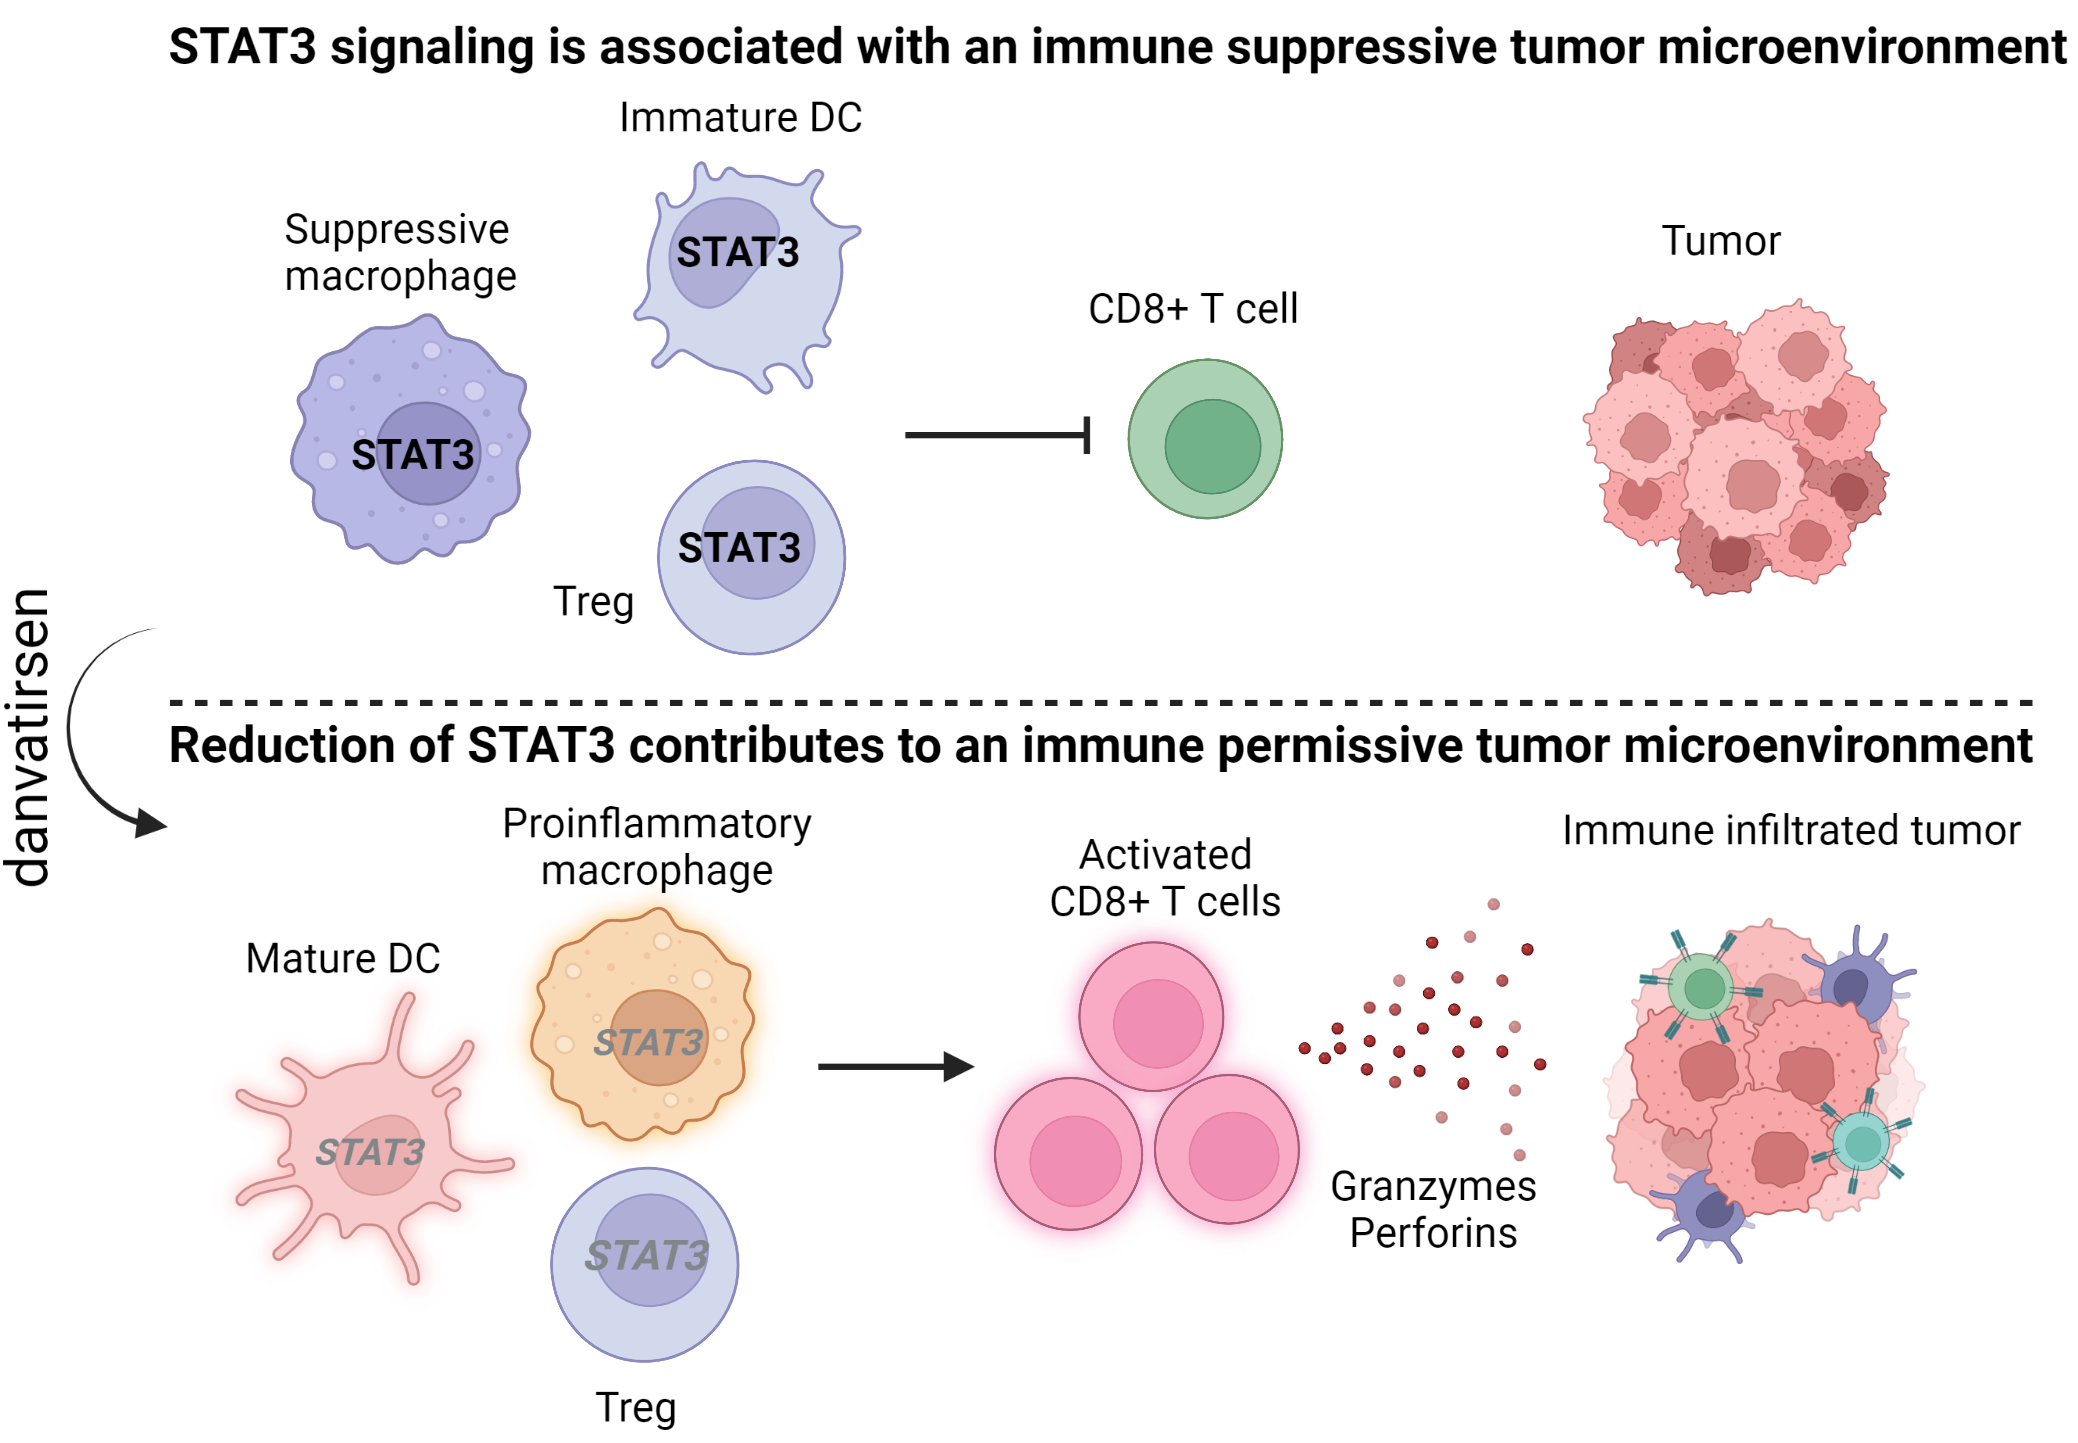 STAT3 signaling is associated with an immune suppressive tumor microenvironment
Immature DC
Suppressive
macrophage
STAT3
STAT3
CD8+ T cell
Tumor
STAT3
Treg
danvatirsen
Reduction of STAT3 contributes to an immune permissive tumor microenvironment
Proinflammatory
macrophage
Mature DC
STAT3
STAT3
STAT3
Treg
Activated
CD8+ T cells
Granzymes
Perforins
Immune infiltrated tumor